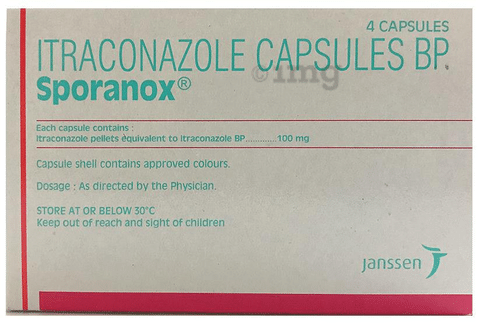 4 CAPSULES
ITRACONAZOLE CAPSULES BP
Sporanox®
©1mg
Each capsule contains :
Itraconazole pellets équivalent to Itraconazole BP............ 100 mg
Capsule shell contains approved colours.
Dosage : As directed by the Physician.
STORE AT OR BELOW 30°C
Keep out of reach and sight of children
janssen